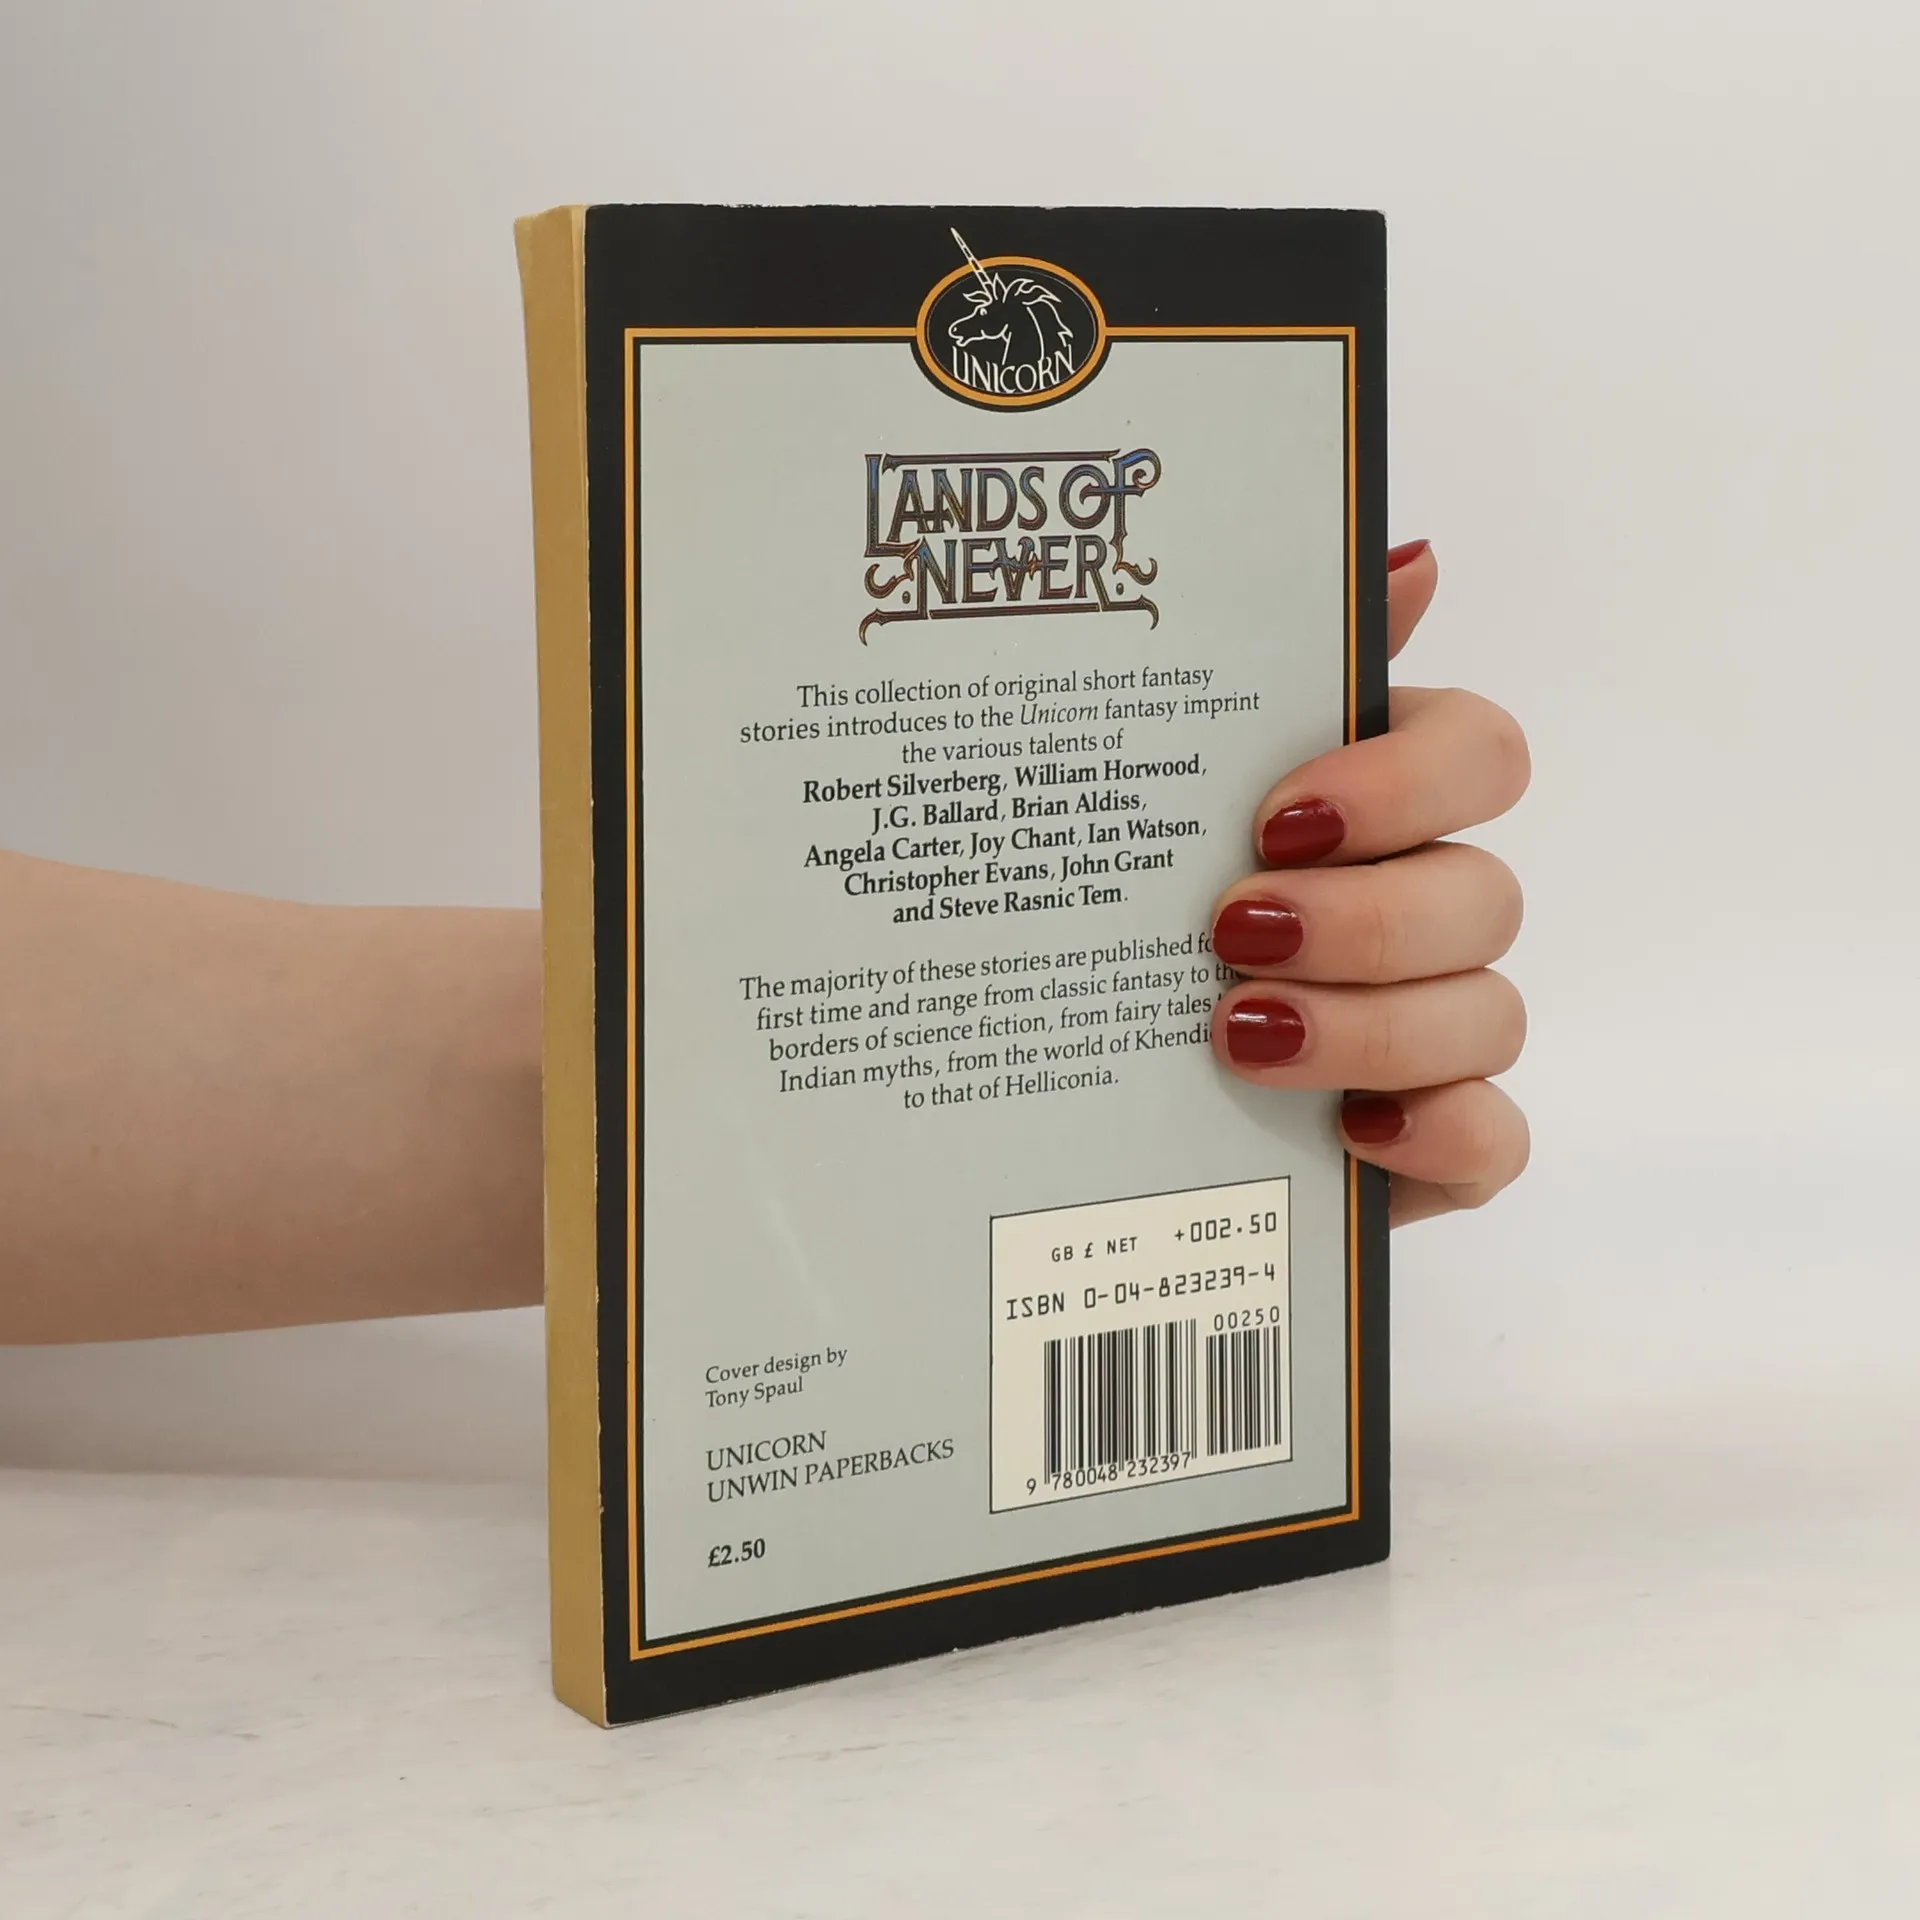 UNICORN
LANDS OF
NEVER
This collection of original short fantasy
stories introduces to the Unicorn fantasy imprint
the various talents of
Robert Silverberg, William Horwood,
J.G. Ballard, Brian Aldiss,
Angela Carter, Joy Chant, Ian Watson,
Christopher Evans, John Grant
and Steve Rasnic Tem.
The majority of these stories are published
first time and range from classic fantasy to
borders of science fiction, from fairy tales
Indian myths, from the world of
to that of Helliconia.
GB £ NET +002.50
ISBN 0-04-823239-4
00250
9 780048 232397
Cover design by
Tony Spaul
UNICORN
UNWIN PAPERBACKS
£2.50